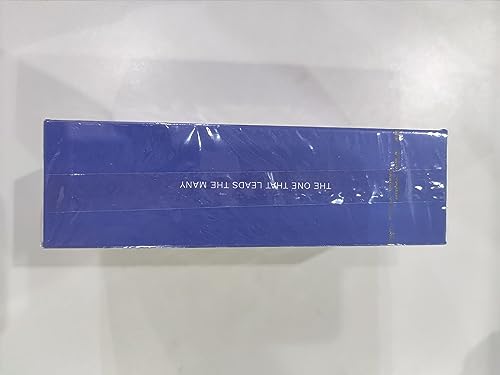 THE ONE THAT LEADS THE MANY